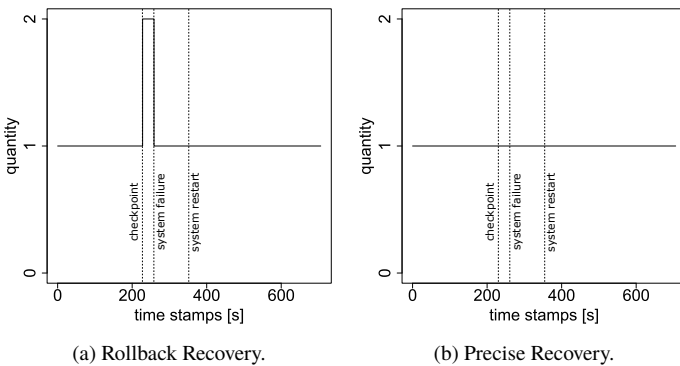 quantity
0 1 2
checkpoint
system failure
system restart
0 200 400 600
time stamps [s]
(a) Rollback Recovery.
quantity
0 1 2
checkpoint
system failure
system restart
0 200 400 600
time stamps [s]
(b) Precise Recovery.